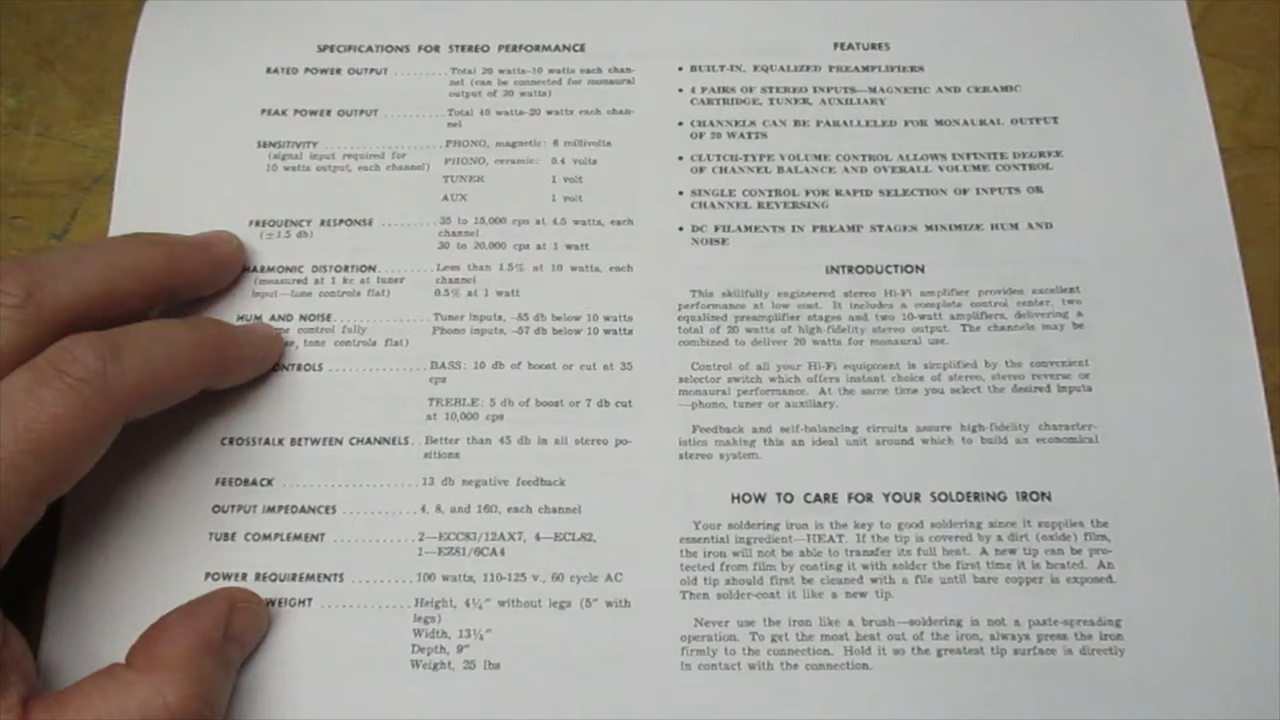 SPECIFICATIONS FOR STEREO PERFORMANCE
RATED POWER OUTPUT ........ Total 20 watts—10 watts each chan-
nel (can be connected for monaural
output of 20 watts)
PEAK POWER OUTPUT ......... Total 40 watts—20 watts each chan-
nel
SENSITIVITY ................ PHONO, magnetic: 6 millivolts
(signal input required for
10 watts output, each channel) PHONO, ceramic: 0.4 volts
TUNER 1 volt
AUX 1 volt
FREQUENCY RESPONSE ........ 35 to 15,000 cps at 4.5 watts, each
(±1.5 db) channel
30 to 20,000 cps at 1 watt
HARMONIC DISTORTION........ Less than 1.5% at 10 watts, each
(measured at 1 kc at tuner channel
input—tone controls flat) 0.5% at 1 watt
HUM AND NOISE.............. Tuner inputs, –85 db below 10 watts
control fully Phono inputs, –57 db below 10 watts
tone controls flat)
.............. BASS: 10 db of boost or cut at 35
cps
TREBLE: 5 db of boost or 7 db cut
at 10,000 cps
CROSSTALK BETWEEN CHANNELS. . Better than 45 db in all stereo po-
sitions
FEEDBACK .................. 13 db negative feedback
OUTPUT IMPEDANCES ........... 4, 8, and 16Ω, each channel
TUBE COMPLEMENT ............ 2—ECC83/12AX7, 4—ECL82,
1—EZ81/6CA4
POWER REQUIREMENTS ......... 100 watts, 110-125 v., 60 cycle AC
WEIGHT ............ Height, 4¼″ without legs (5″ with
legs)
Width, 13¼″
Depth, 9″
Weight, 25 lbs
FEATURES
• BUILT-IN, EQUALIZED PREAMPLIFIERS
• 4 PAIRS OF STEREO INPUTS—MAGNETIC AND CERAMIC
CARTRIDGE, TUNER, AUXILIARY
• CHANNELS CAN BE PARALLELED FOR MONAURAL OUTPUT
OF 20 WATTS
• CLUTCH-TYPE VOLUME CONTROL ALLOWS INFINITE DEGREE
OF CHANNEL BALANCE AND OVERALL VOLUME CONTROL
• SINGLE CONTROL FOR RAPID SELECTION OF INPUTS OR
CHANNEL REVERSING
• DC FILAMENTS IN PREAMP STAGES MINIMIZE HUM AND
NOISE
INTRODUCTION
This skilfully engineered stereo Hi-Fi amplifier provides excellent
performance at low cost. It includes a complete control center, two
equalized preamplifier stages and two 10-watt amplifiers, delivering a
total of 20 watts of high-fidelity stereo output. The channels may be
combined to deliver 20 watts for monaural use.
Control of all your Hi-Fi equipment is simplified by the convenient
selector switch which offers instant choice of stereo, stereo reverse or
monaural performance. At the same time you select the desired inputs
—phono, tuner or auxiliary.
Feedback and self-balancing circuits assure high-fidelity character-
istics making this an ideal unit around which to build an economical
stereo system.
HOW TO CARE FOR YOUR SOLDERING IRON
Your soldering iron is the key to good soldering since it supplies the
essential ingredient—HEAT. If the tip is covered by a dirt (oxide) film,
the iron will not be able to transfer its full heat. A new tip can be pro-
tected from film by coating it with solder the first time it is heated. An
old tip should first be cleaned with a file until bare copper is exposed.
Then solder-coat it like a new tip.
Never use the iron like a brush—soldering is not a paste-spreading
operation. To get the most heat out of the iron, always press the iron
firmly to the connection. Hold it so the greatest tip surface is directly
in contact with the connection.